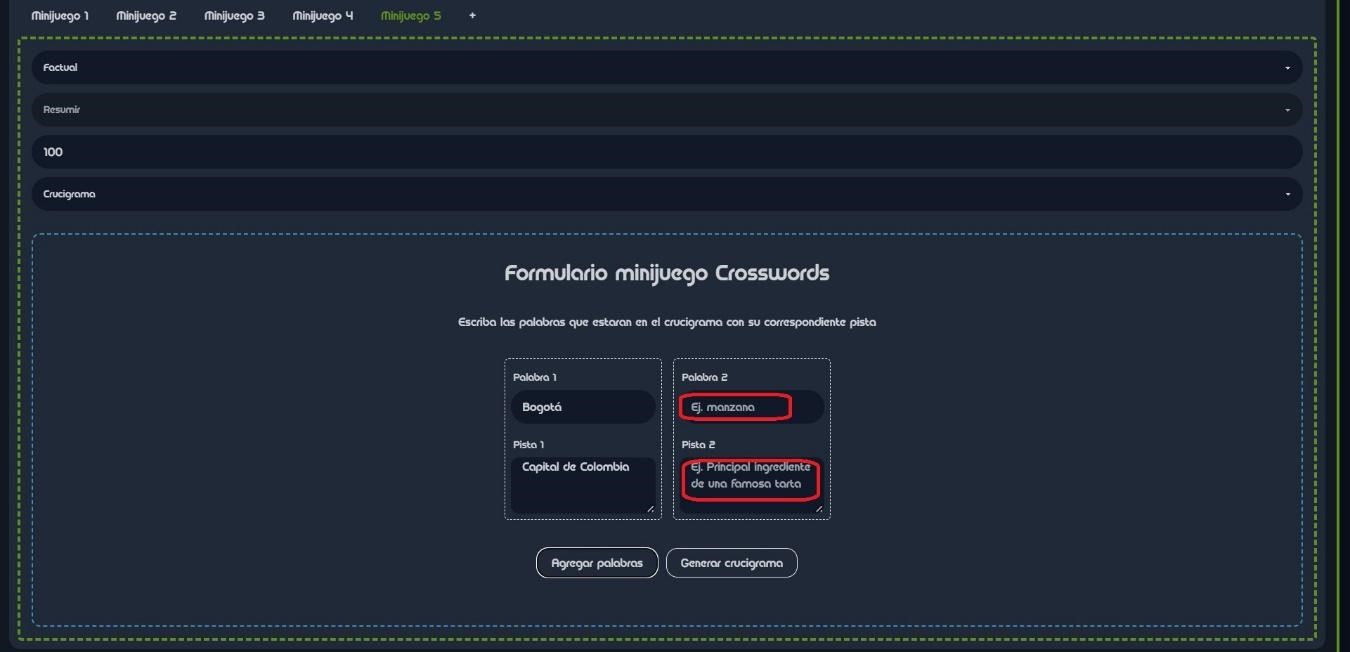 Minijuego 1 Minijuego 2 Minijuego 3 Minijuego 4 Minijuego 5 +
Factual
Resumir
100
Crucigrama
Formulario minijuego Crosswords
Escriba las palabras que estaran en el crucigrama con su correspondiente pista
Palabra 1
Bogotá
Pista 1
Capital de Colombia
Palabra 2
Ej. manzana
Pista 2
Ej. Principal ingrediente
de una famosa tarta
Agregar palabras Generar crucigrama